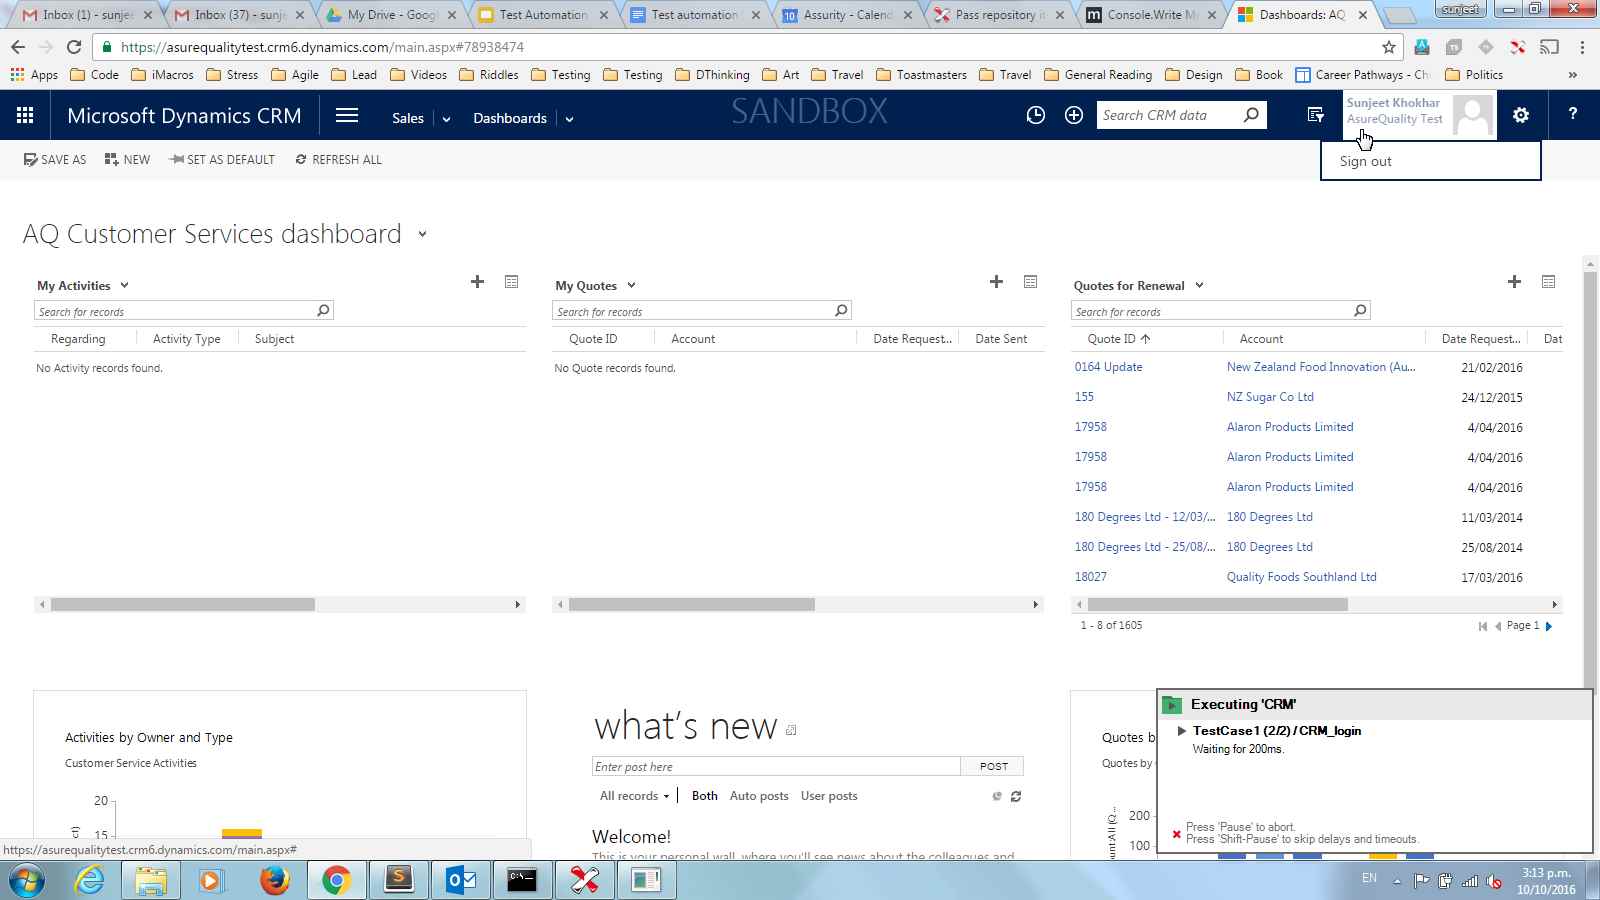 Inbox (1) - sunjee
Inbox (37) - sunje
My Drive - Googl
Test Automation
Test automation
Assurity - Calend
Pass repository it
Console.Write M
Dashboards: AQ
sunjeet
https://asurequalitytest.crm6.dynamics.com/main.aspx#78938474
Apps
Code
iMacros
Stress
Agile
Lead
Videos
Riddles
Testing
Testing
DThinking
Art
Travel
Toastmasters
Travel
General Reading
Design
Book
Career Pathways - Ch
Politics
»
Microsoft Dynamics CRM
Sales
Dashboards
SANDBOX
Search CRM data
Sunjeet Khokhar
AsureQuality Test
?
SAVE AS
NEW
SET AS DEFAULT
REFRESH ALL
Sign out
AQ Customer Services dashboard
My Activities
Search for records
Regarding
Activity Type
Subject
No Activity records found.
My Quotes
Search for records
Quote ID
Account
Date Request...
Date Sent
No Quote records found.
Quotes for Renewal
Search for records
Quote ID
Account
Date Request...
Dat
0164 Update
New Zealand Food Innovation (Au...
21/02/2016
155
NZ Sugar Co Ltd
24/12/2015
17958
Alaron Products Limited
4/04/2016
17958
Alaron Products Limited
4/04/2016
17958
Alaron Products Limited
4/04/2016
180 Degrees Ltd - 12/03/...
180 Degrees Ltd
11/03/2014
180 Degrees Ltd - 25/08/...
180 Degrees Ltd
25/08/2014
18027
Quality Foods Southland Ltd
17/03/2016
1 - 8 of 1605
Page 1
Activities by Owner and Type
Customer Service Activities
20
15
what's new
Enter post here
POST
All records
Both
Auto posts
User posts
Welcome!
This is your personal wall, where you'll see news about the colleagues and
Quotes b
Quotes by
200
100
Executing 'CRM'
TestCase1 (2/2) / CRM_login
Waiting for 200ms.
Press 'Pause' to abort.
Press 'Shift-Pause' to skip delays and timeouts.
https://asurequalitytest.crm6.dynamics.com/main.aspx#
EN
3:13 p.m.
10/10/2016